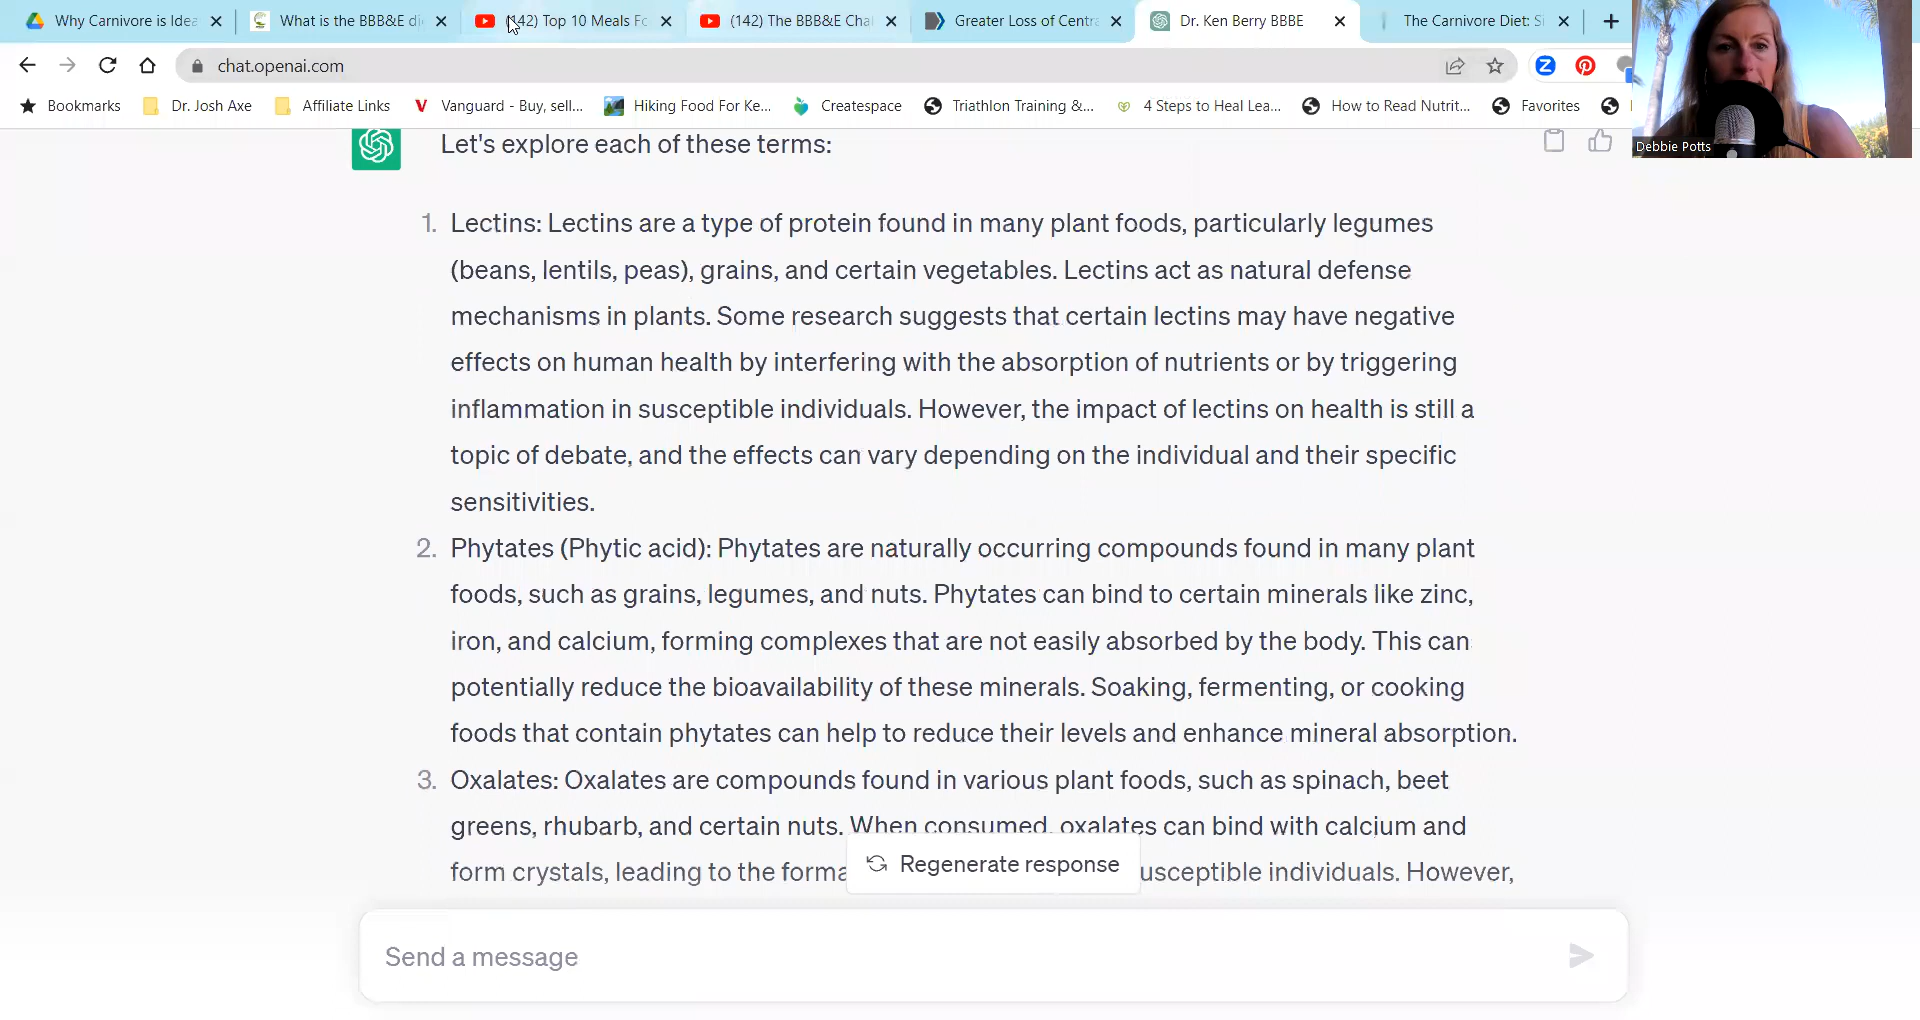 Why Carnivore is Idea
What is the BBB&E di
(142) Top 10 Meals Fo
(142) The BBB&E Cha
Greater Loss of Centra
Dr. Ken Berry BBBE
The Carnivore Diet: Si
chat.openai.com
Bookmarks
Dr. Josh Axe
Affiliate Links
Vanguard - Buy, sell...
Hiking Food For Ke...
Createspace
Triathlon Training &...
4 Steps to Heal Lea...
How to Read Nutrit...
Favorites
Debbie Potts
Let's explore each of these terms:
1. Lectins: Lectins are a type of protein found in many plant foods, particularly legumes
(beans, lentils, peas), grains, and certain vegetables. Lectins act as natural defense
mechanisms in plants. Some research suggests that certain lectins may have negative
effects on human health by interfering with the absorption of nutrients or by triggering
inflammation in susceptible individuals. However, the impact of lectins on health is still a
topic of debate, and the effects can vary depending on the individual and their specific
sensitivities.
2. Phytates (Phytic acid): Phytates are naturally occurring compounds found in many plant
foods, such as grains, legumes, and nuts. Phytates can bind to certain minerals like zinc,
iron, and calcium, forming complexes that are not easily absorbed by the body. This can
potentially reduce the bioavailability of these minerals. Soaking, fermenting, or cooking
foods that contain phytates can help to reduce their levels and enhance mineral absorption.
3. Oxalates: Oxalates are compounds found in various plant foods, such as spinach, beet
greens, rhubarb, and certain nuts. When consumed, oxalates can bind with calcium and
form crystals, leading to the forma usceptible individuals. However,
Regenerate response
Send a message